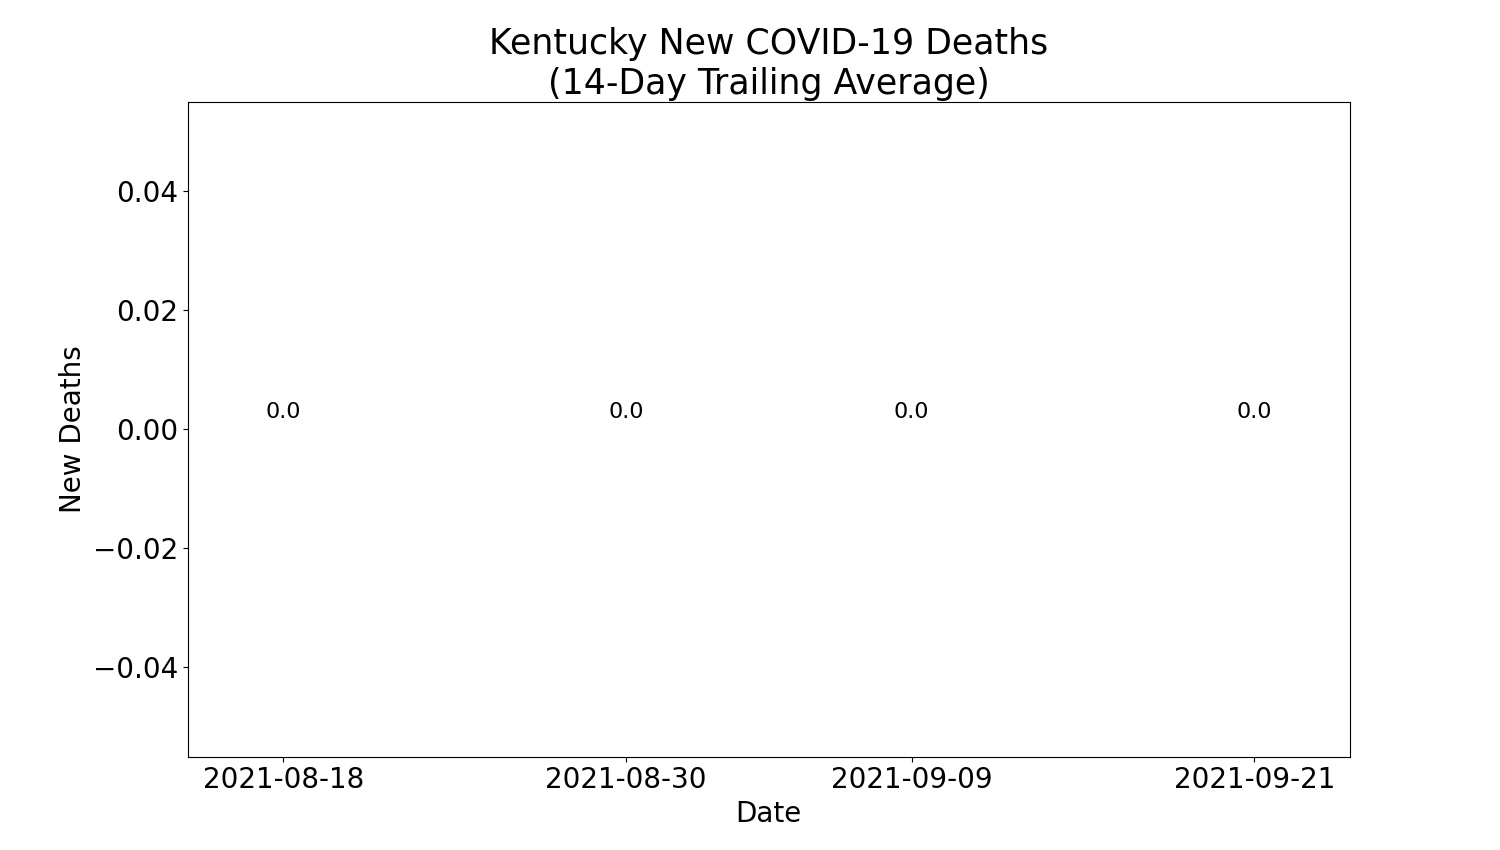 Kentucky New COVID-19 Deaths
(14-Day Trailing Average)
0.04
0.02
0.00
−0.02
−0.04
New Deaths
0.0 0.0 0.0 0.0
2021-08-18 2021-08-30 2021-09-09 2021-09-21
Date